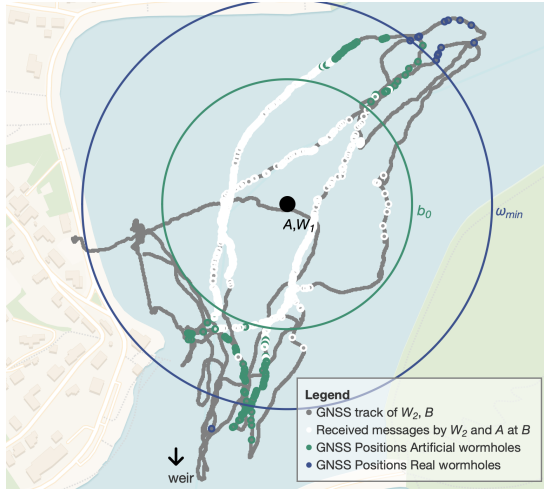 A,W₁
b₀
ω_min
Legend
GNSS track of W₂, B
Received messages by W₂ and A at B
GNSS Positions Artificial wormholes
GNSS Positions Real wormholes
weir